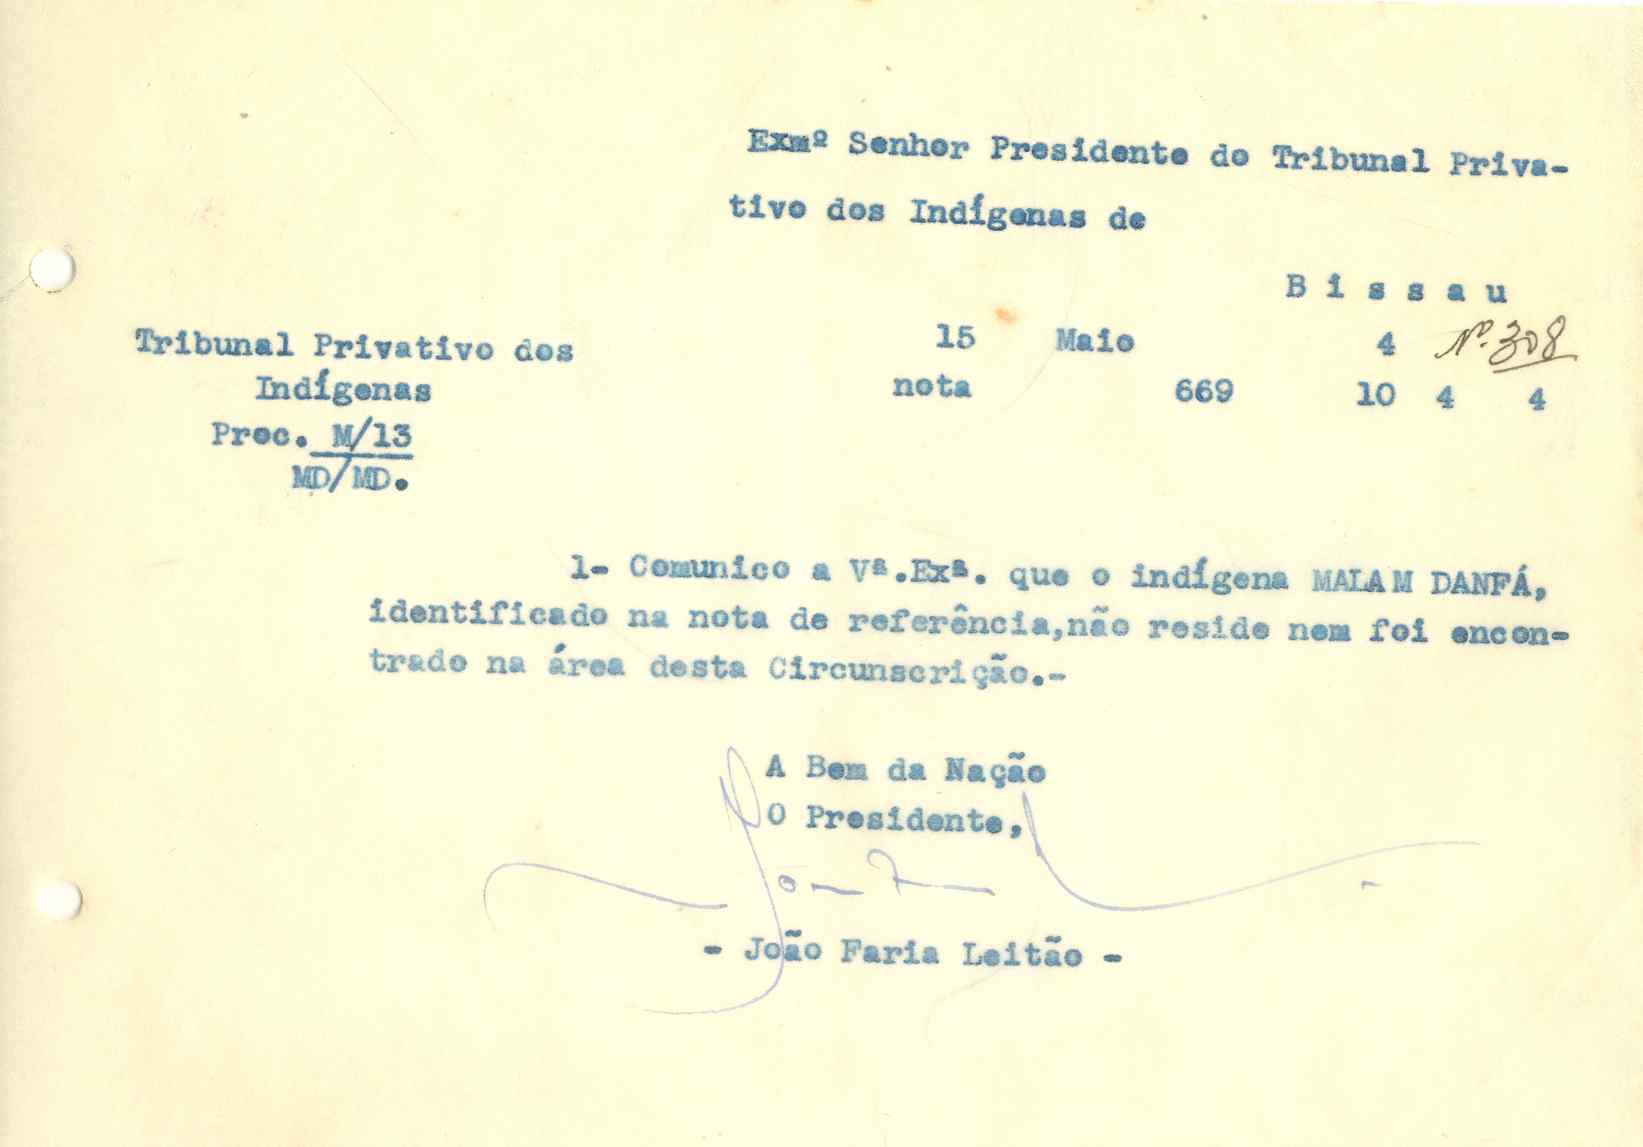 Exmº Senhor Presidente do Tribunal Priva-
tivo dos Indígenas de
B i s s a u
Tribunal Privativo dos
Indígenas
Proc. M/13
MD/MD.
15 Maio 4 Nº. 308
nota 669 10 4 4
1- Comunico a Vª.Exª. que o indígena MALAM DANFÁ,
identificado na nota de referência,não reside nem foi encon-
trado na área desta Circunscrição.-
A Bem da Nação
O Presidente,
- João Faria Leitão -